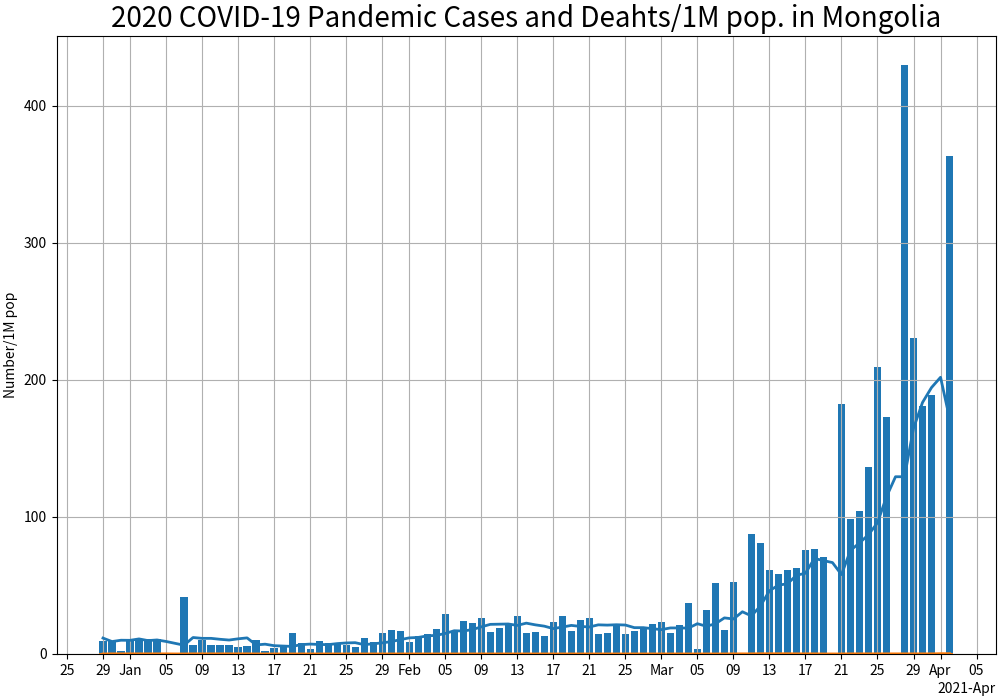 2020 COVID-19 Pandemic Cases and Deahts/1M pop. in Mongolia
Number/1M pop
400
300
200
100
0
25 29 Jan 05 09 13 17 21 25 29 Feb 05 09 13 17 21 25 Mar 05 09 13 17 21 25 29 Apr 05
2021-Apr